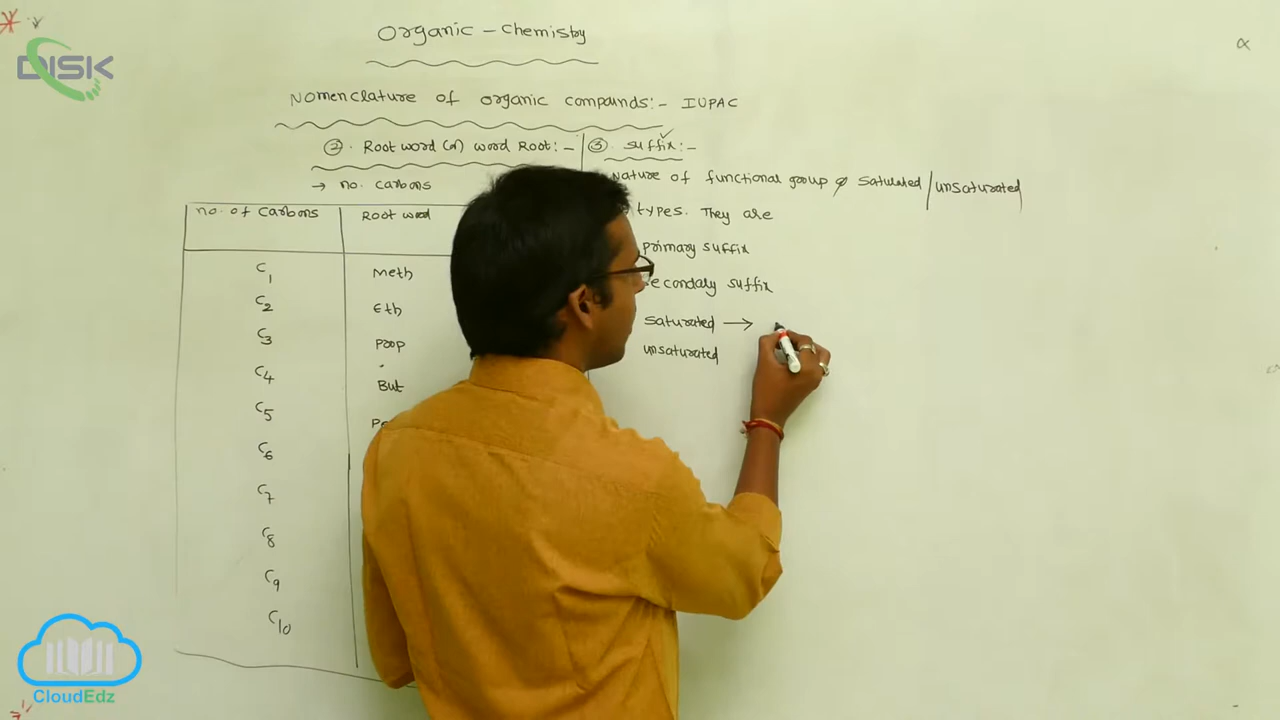 DISK
Organic - Chemistry
Nomenclature of organic compounds:- IUPAC
② Root word (or) word Root:-
→ no. carbons
no. of carbons Root word
C1 Meth
C2 Eth
C3 Prop
C4 But
C5
C6
C7
C8
C9
C10
③ suffix:-
Nature of functional group & saturated/unsaturated
types. They are
primary suffix
secondary suffix
saturated →
unsaturated
CloudEdz